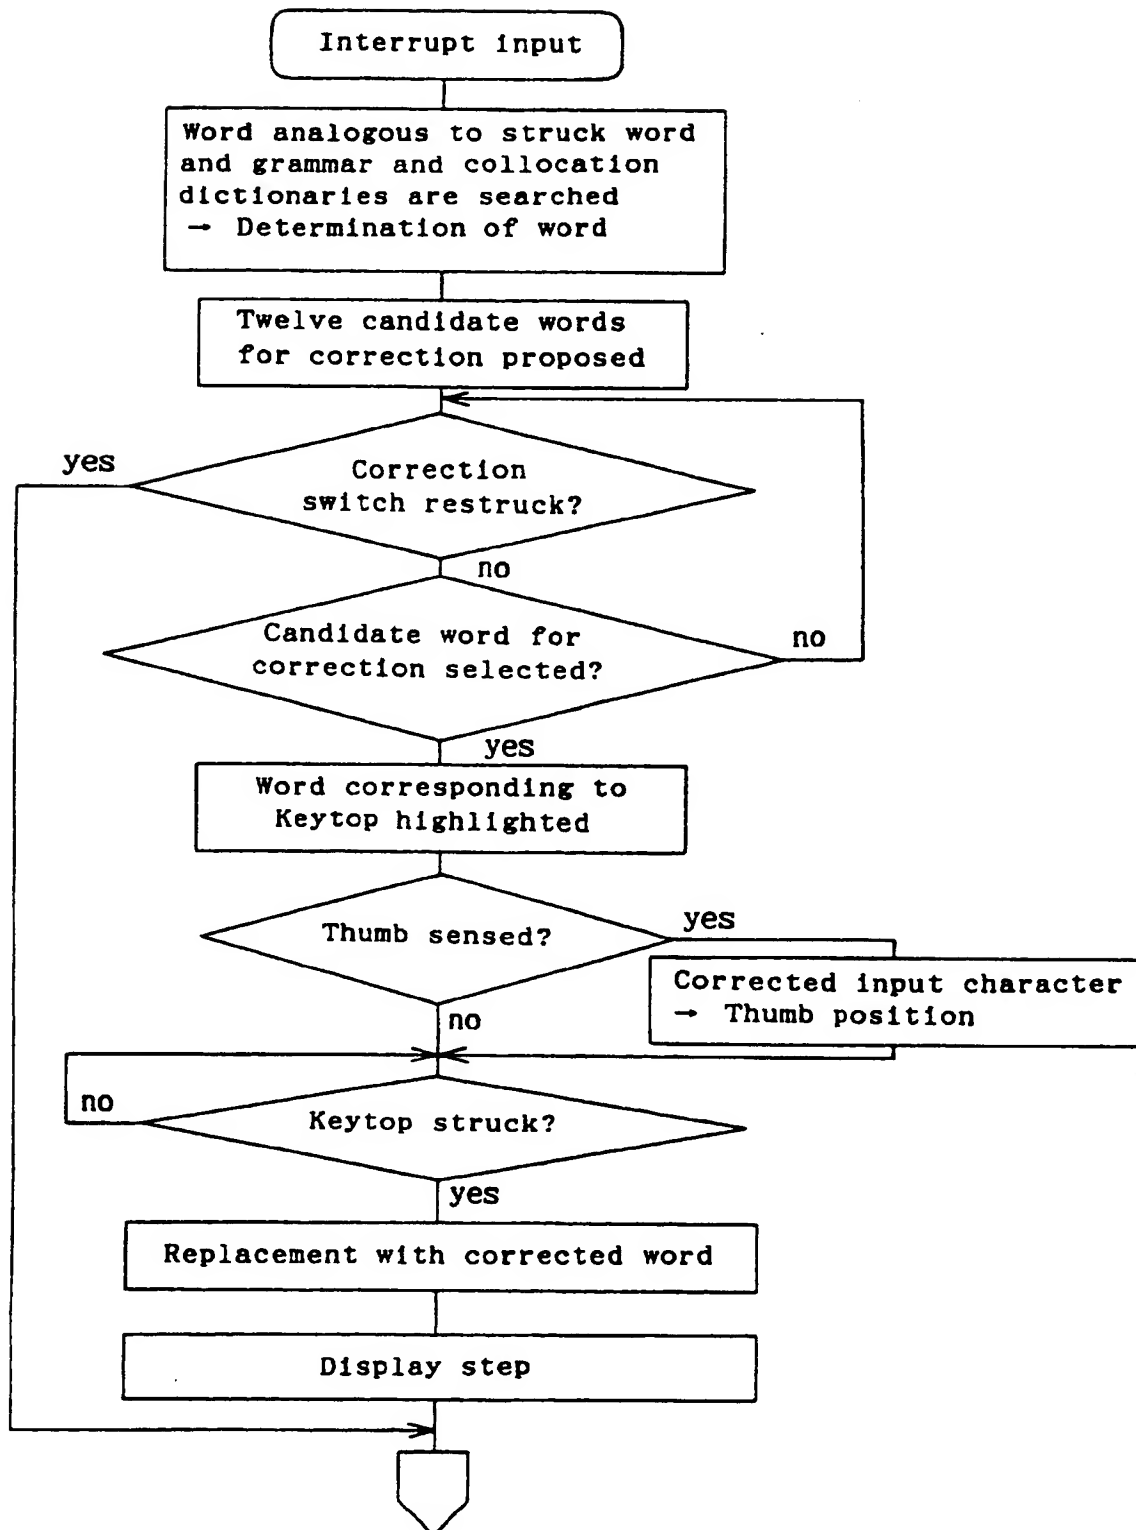 Interrupt input
Word analogous to struck word
and grammar and collocation
dictionaries are searched
→ Determination of word
Twelve candidate words
for correction proposed
yes
Correction
switch restruck?
no
Candidate word for
correction selected?
no
yes
Word corresponding to
Keytop highlighted
Thumb sensed?
yes
Corrected input character
→ Thumb position
no
no
Keytop struck?
yes
Replacement with corrected word
Display step